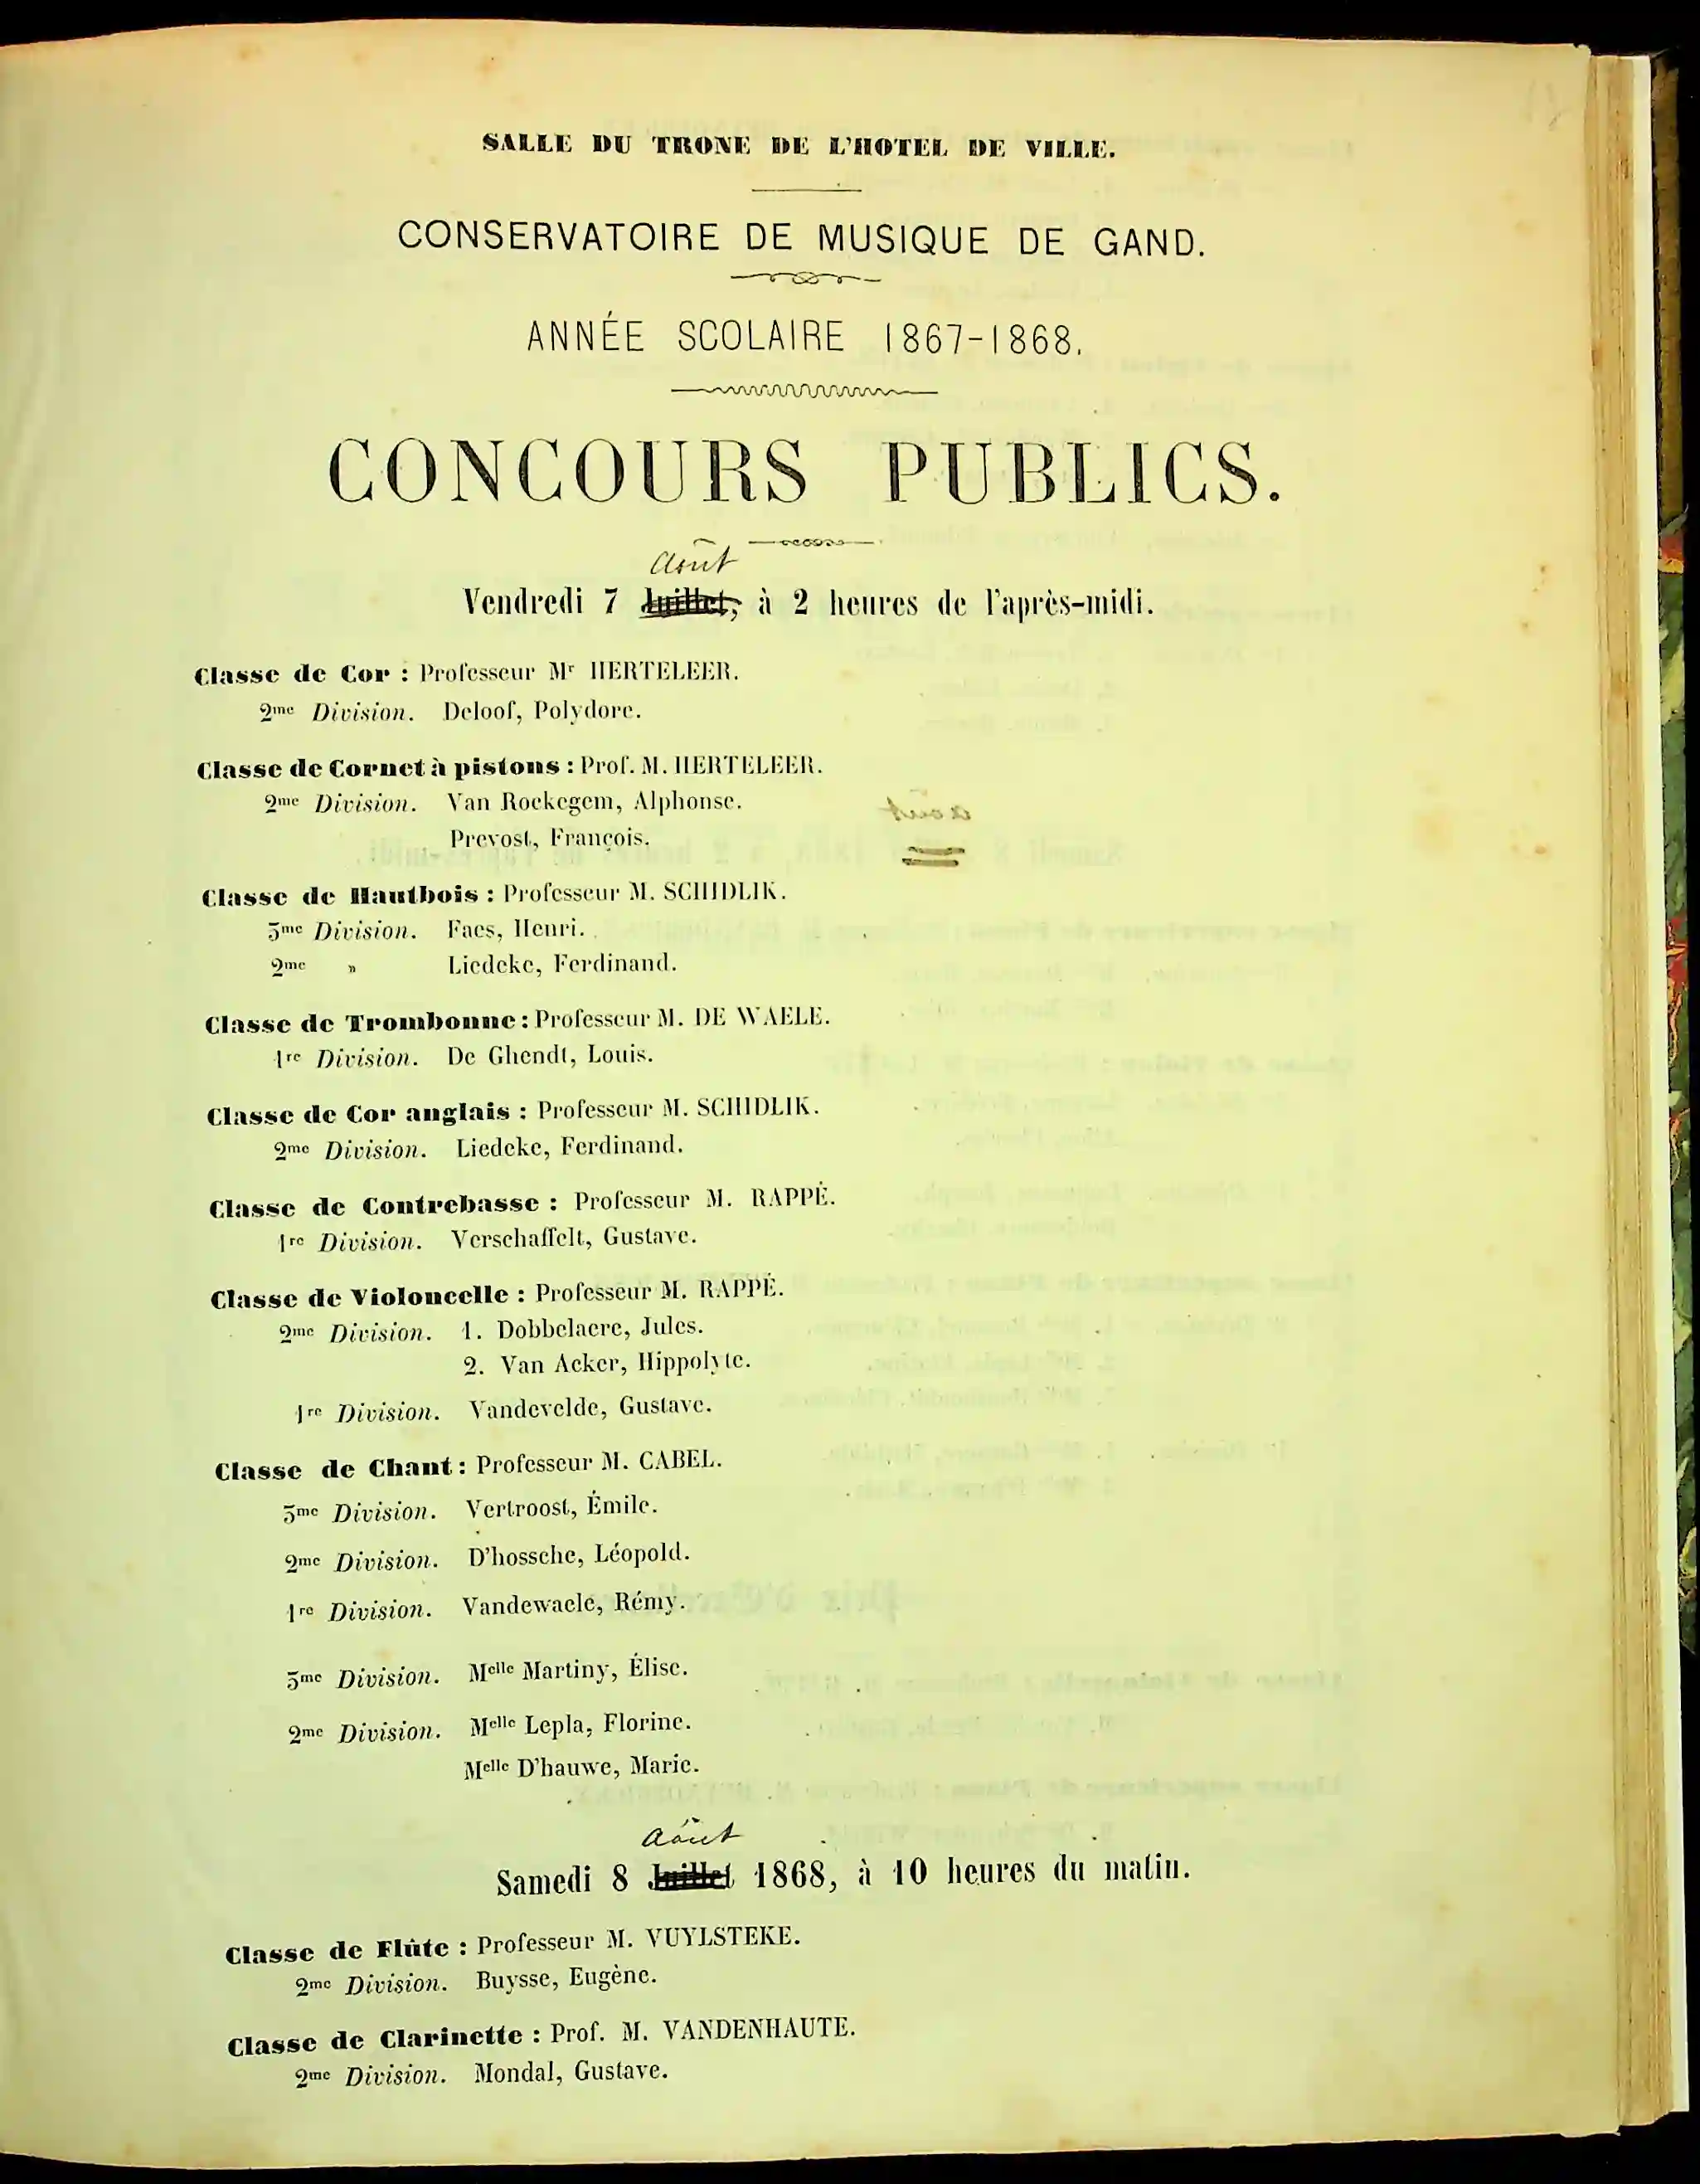 SALLE DU TRONE DE L'HOTEL DE VILLE.
CONSERVATOIRE DE MUSIQUE DE GAND.
ANNÉE SCOLAIRE 1867-1868.
CONCOURS PUBLICS.
Août
Vendredi 7 Juillet, à 2 heures de l'après-midi.
Classe de Cor : Professeur Mr HERTELEER.
2me Division. Deloof, Polydore.
Classe de Cornet à pistons : Prof. M. HERTELEER.
2me Division. Van Rockegem, Alphonse.
Prevost, François.
Classe de Hautbois : Professeur M. SCHIDLIK.
3me Division. Faes, Henri.
2me » Liedeke, Ferdinand.
Classe de Trombonne : Professeur M. DE WAELE.
1re Division. De Ghendt, Louis.
Classe de Cor anglais : Professeur M. SCHIDLIK.
2me Division. Liedeke, Ferdinand.
Classe de Contrebasse : Professeur M. RAPPÉ.
1re Division. Verschaffelt, Gustave.
Classe de Violoncelle : Professeur M. RAPPÉ.
2me Division. 1. Dobbelaere, Jules.
2. Van Acker, Hippolyte.
1re Division. Vandevelde, Gustave.
Classe de Chant : Professeur M. CABEL.
3me Division. Vertroost, Émile.
2me Division. D'hossche, Léopold.
1re Division. Vandewaele, Rémy.
3me Division. Melle Martiny, Élise.
2me Division. Melle Lepla, Florine.
Melle D'hauwe, Marie.
Août
Samedi 8 Juillet 1868, à 10 heures du matin.
Classe de Flûte : Professeur M. VUYLSTEKE.
2me Division. Buysse, Eugène.
Classe de Clarinette : Prof. M. VANDENHAUTE.
2me Division. Mondal, Gustave.